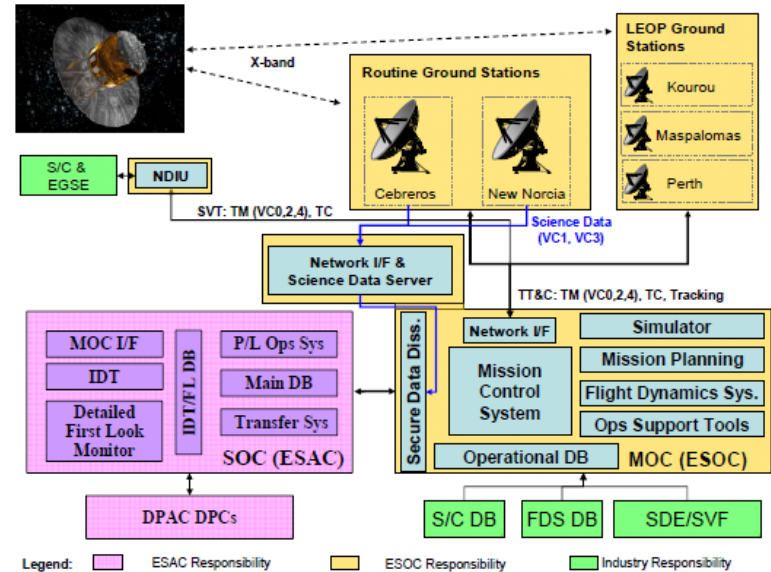 LEOP Ground
Stations
X-band
Routine Ground Stations
Kourou
Maspalomas
Perth
Cebreros
New Norcia
S/C &
EGSE
NDIU
SVT: TM (VC0,2,4), TC
Science Data
(VC1, VC3)
Network I/F &
Science Data Server
TT&C: TM (VC0,2,4), TC, Tracking
MOC I/F
IDT
Detailed
First Look
Monitor
IDT/FL DB
P/L Ops Sys
Main DB
Transfer Sys
SOC (ESAC)
Secure Data Diss.
Network I/F
Mission
Control
System
Simulator
Mission Planning
Flight Dynamics Sys.
Ops Support Tools
Operational DB
MOC (ESOC)
DPAC DPCs
S/C DB
FDS DB
SDE/SVF
Legend:
ESAC Responsibility
ESOC Responsibility
Industry Responsibility